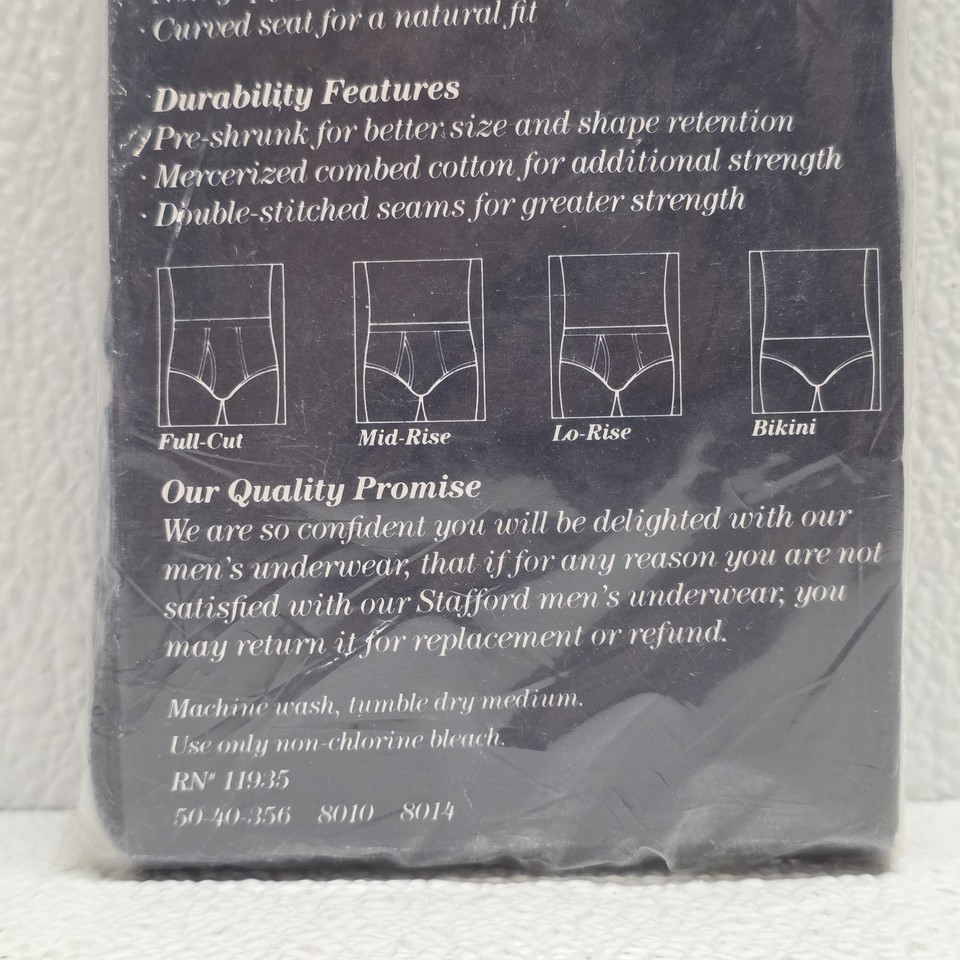 · Curved seat for a natural fit
Durability Features
· Pre-shrunk for better size and shape retention
· Mercerized combed cotton for additional strength
· Double-stitched seams for greater strength
Full-Cut Mid-Rise Lo-Rise Bikini
Our Quality Promise
We are so confident you will be delighted with our
men's underwear, that if for any reason you are not
satisfied with our Stafford men's underwear, you
may return it for replacement or refund.
Machine wash, tumble dry medium.
Use only non-chlorine bleach.
RN# 11935
50-40-356 8010 8014